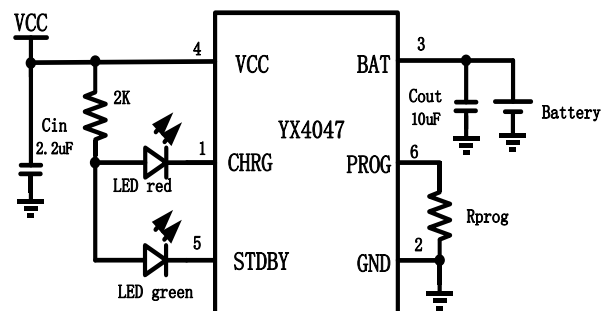 VCC
4
VCC
BAT
3
2K
Cin
2.2uF
YX4047
Cout
10uF
Battery
1
CHRG
PROG
6
LED red
Rprog
5
STDBY
GND
2
LED green